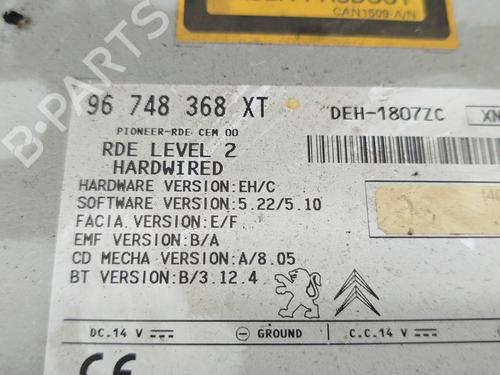 CAN1509-A/N
96 748 368 XT
DEH-1807ZC
XN
PIONEER-RDE CEM 00
RDE LEVEL 2
HARDWIRED
HARDWARE VERSION:EH/C
SOFTWARE VERSION:5.22/5.10
FACIA VERSION:E/F
EMF VERSION:B/A
CD MECHA VERSION:A/8.05
BT VERSION:B/3.12.4
DC.14 V
GROUND
C.C.14 V
CE
B-PARTS